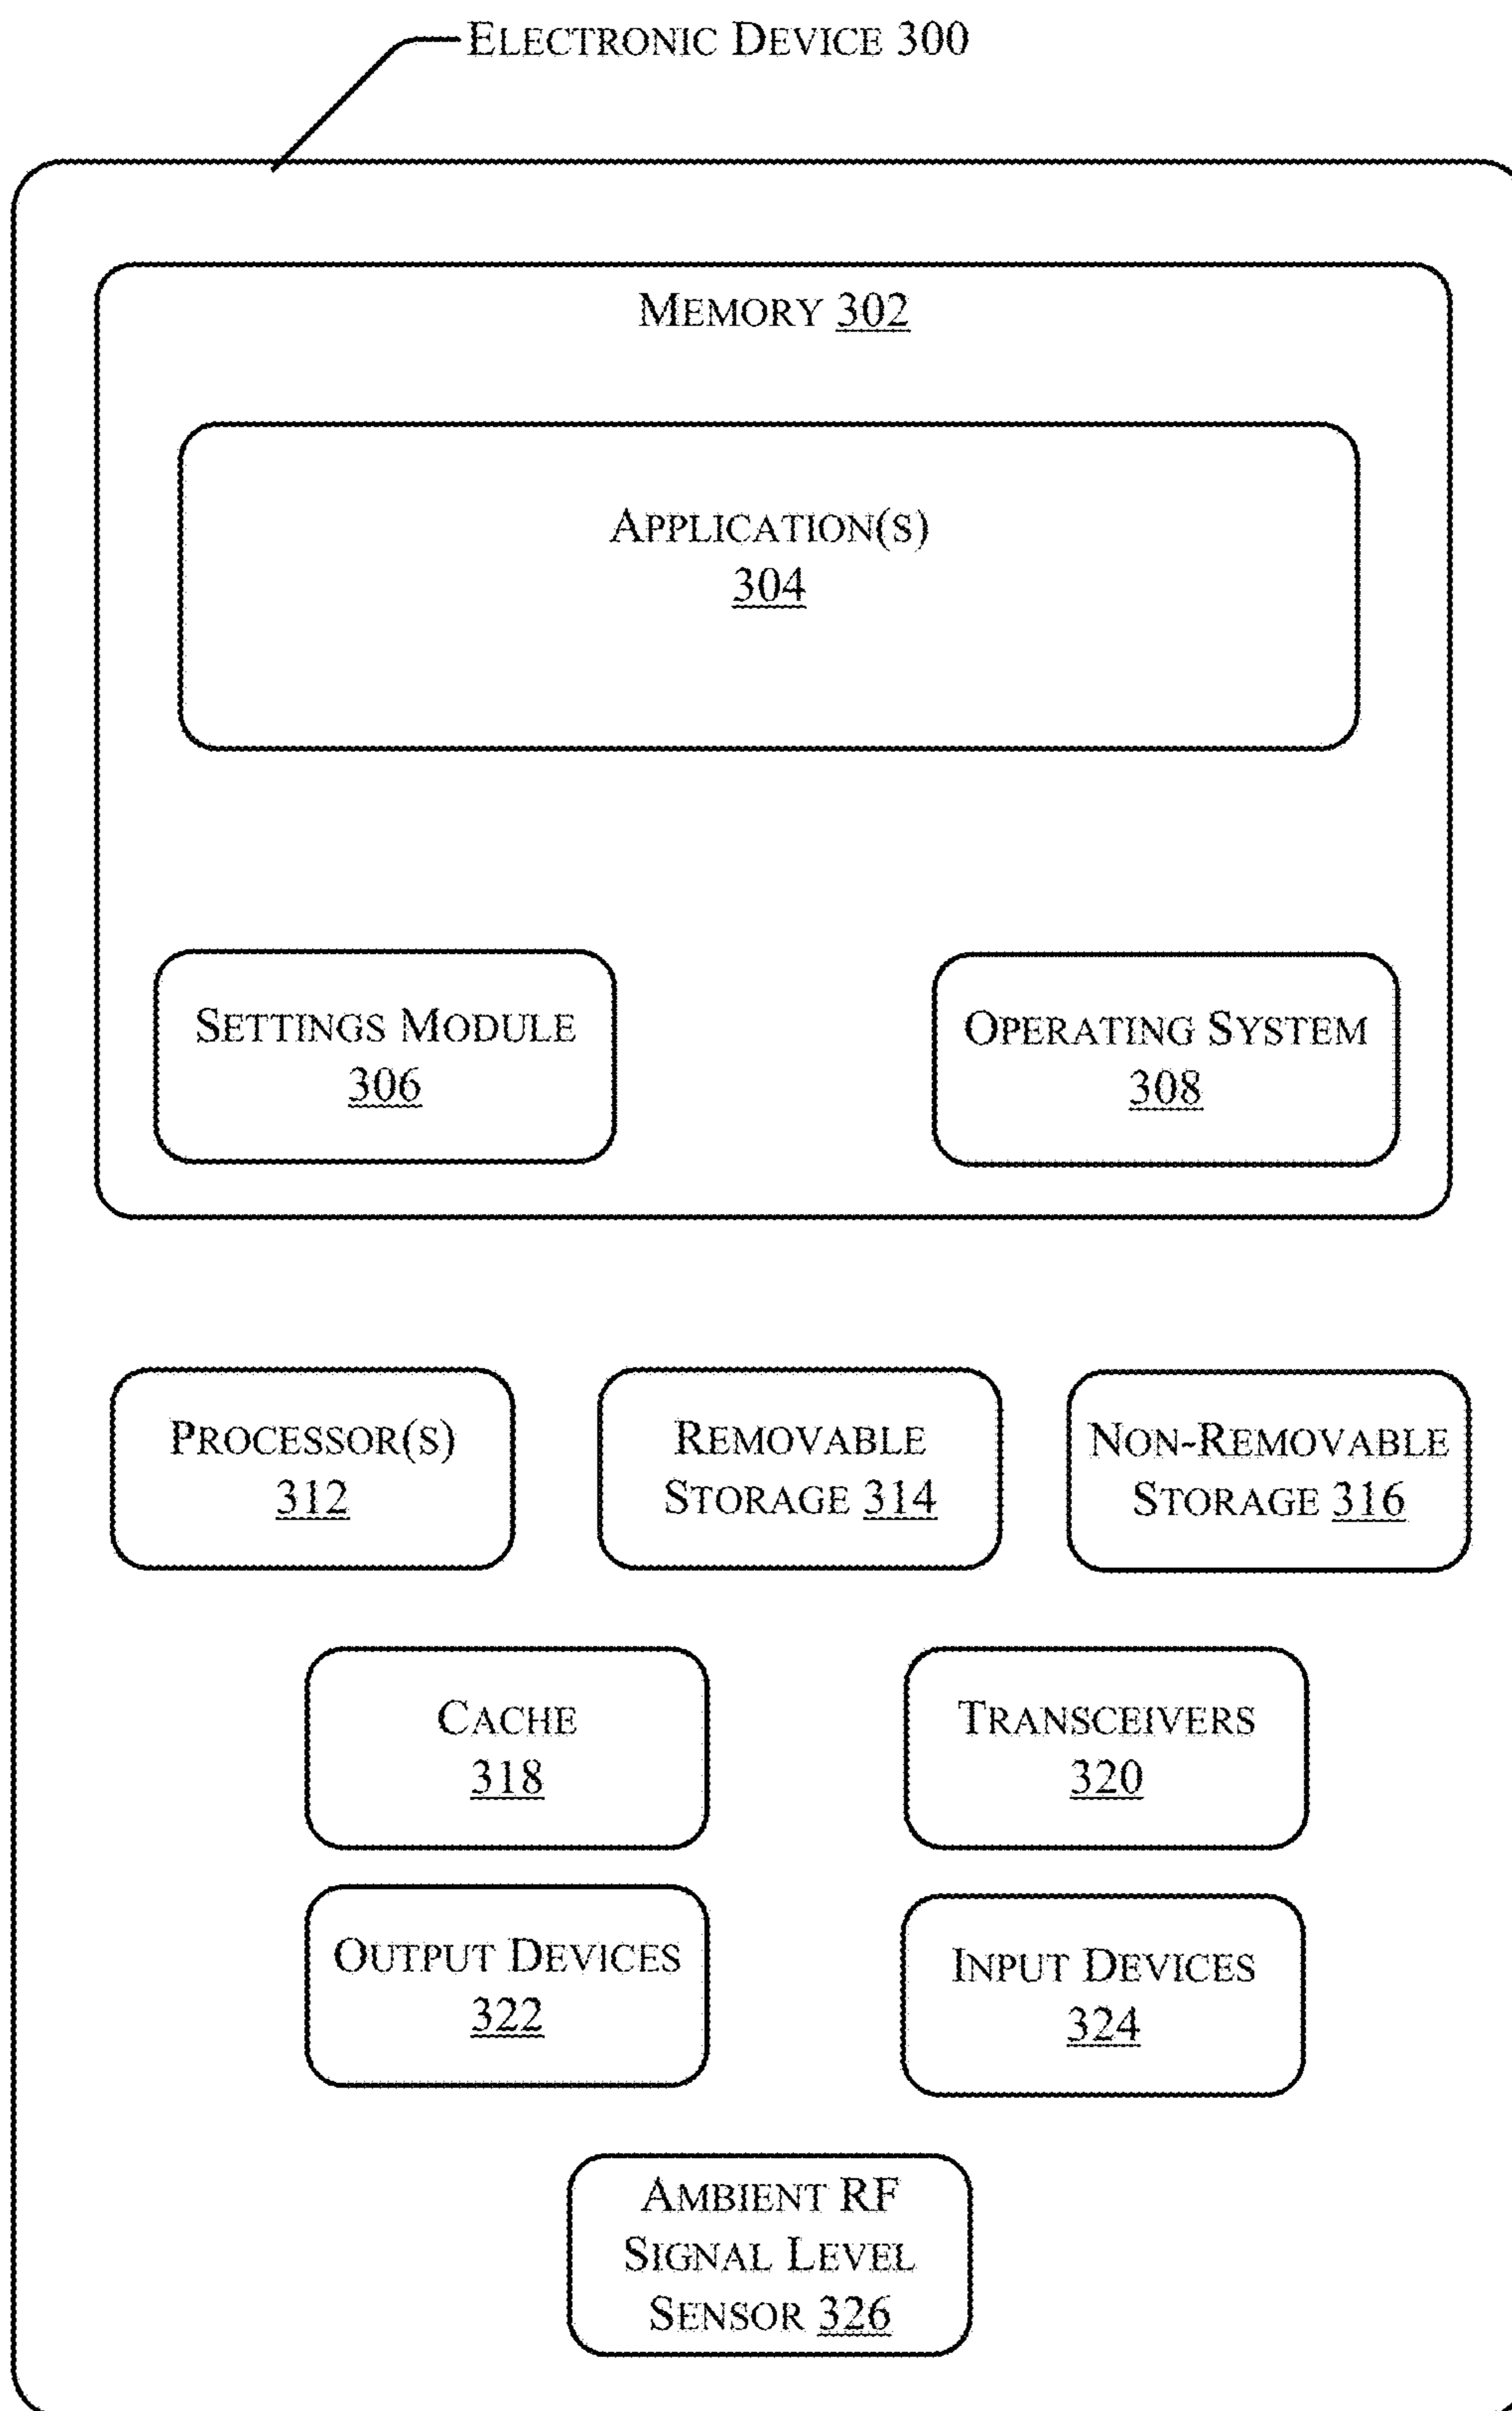 ELECTRONIC DEVICE 300
MEMORY 302
APPLICATION(S)
304
SETTINGS MODULE
306
OPERATING SYSTEM
308
PROCESSOR(S)
312
REMOVABLE
STORAGE 314
NON-REMOVABLE
STORAGE 316
CACHE
318
TRANSCEIVERS
320
OUTPUT DEVICES
322
INPUT DEVICES
324
AMBIENT RF
SIGNAL LEVEL
SENSOR 326